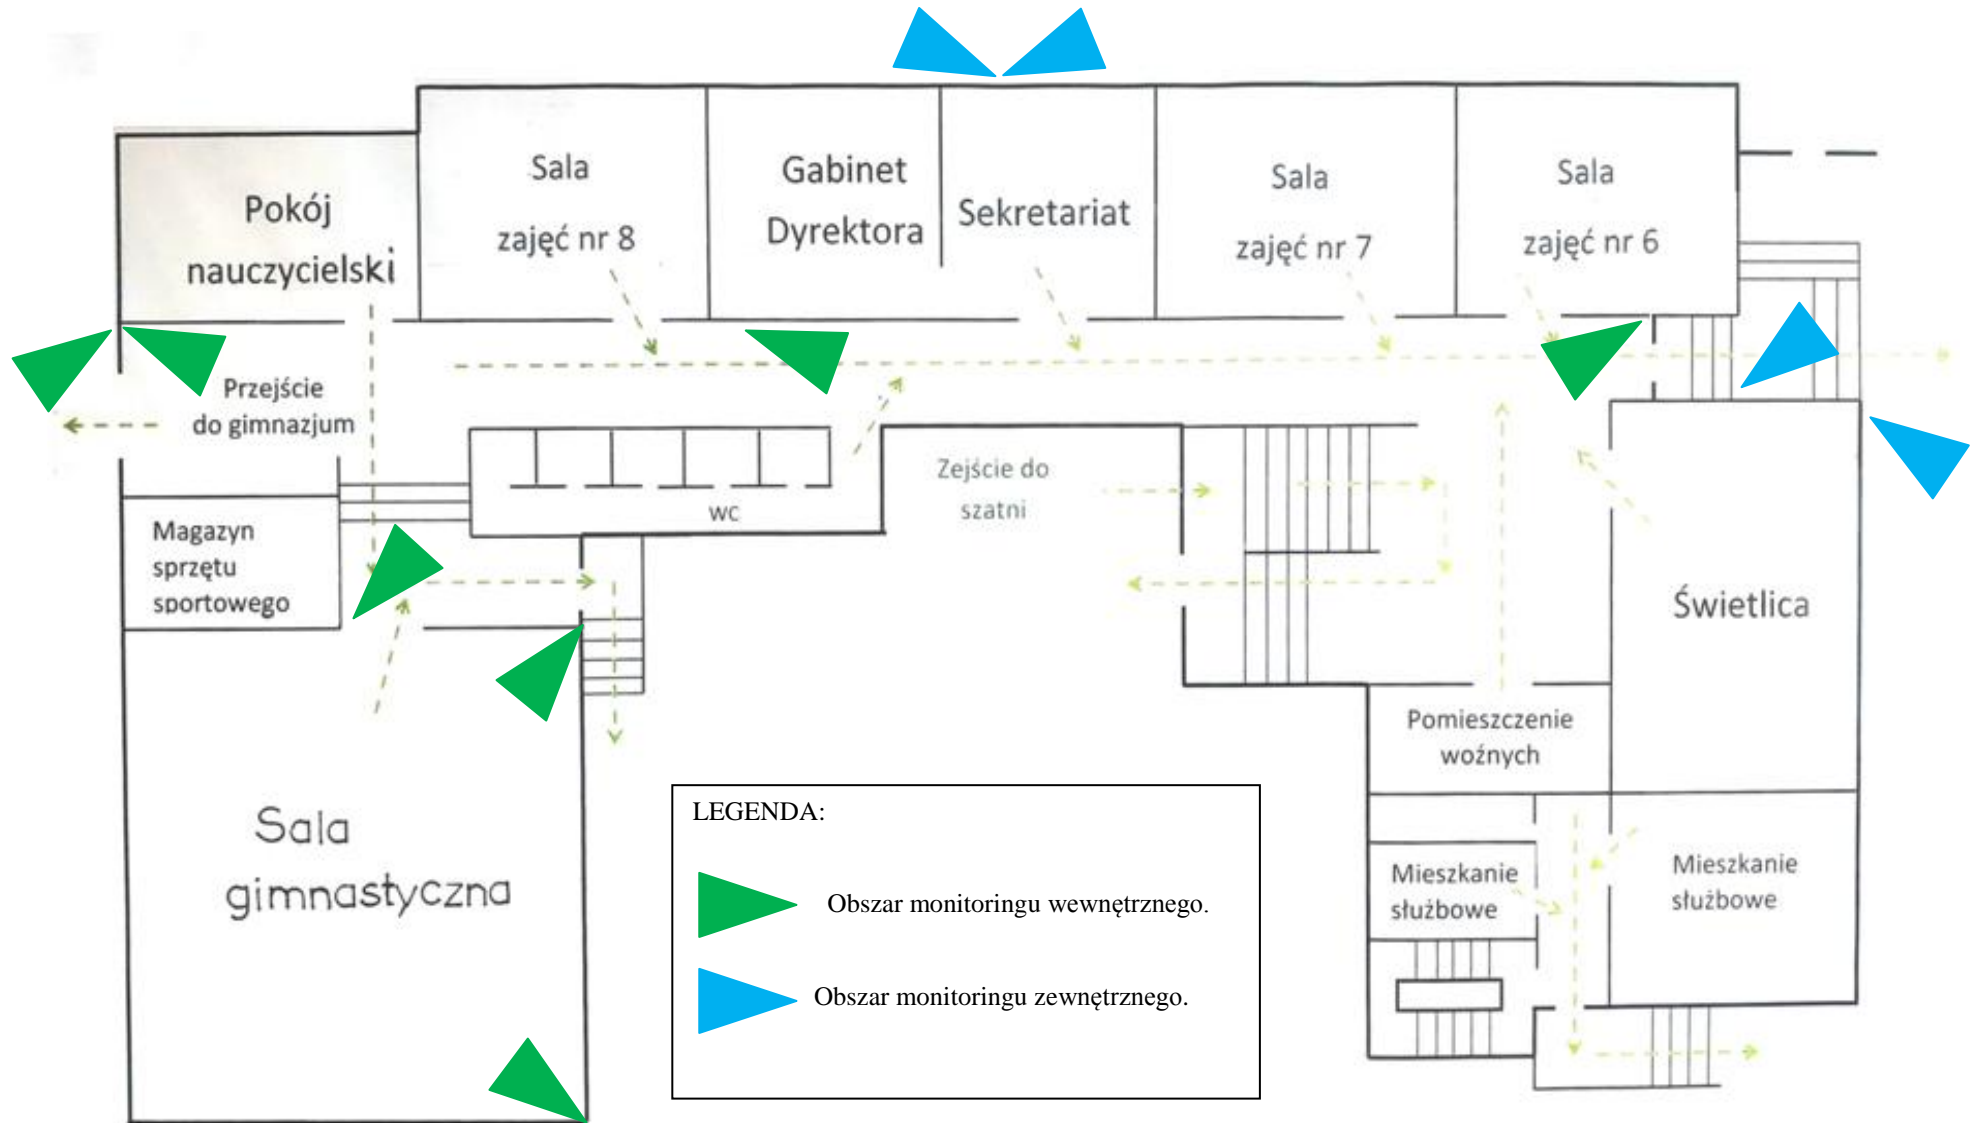 Pokój
nauczycielski
Sala
zajęć nr 8
Gabinet
Dyrektora
Sekretariat
Sala
zajęć nr 7
Sala
zajęć nr 6
Przejście
do gimnazjum
Magazyn
sprzętu
sportowego
WC
Zejście do
szatni
Świetlica
Pomieszczenie
woźnych
Sala
gimnastyczna
Mieszkanie
służbowe
Mieszkanie
służbowe
LEGENDA:
Obszar monitoringu wewnętrznego.
Obszar monitoringu zewnętrznego.